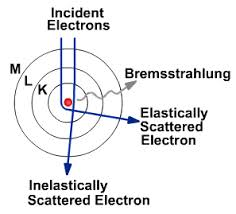 Incident
Electrons
M
L
K
Bremsstrahlung
Elastically
Scattered
Electron
Inelastically
Scattered Electron